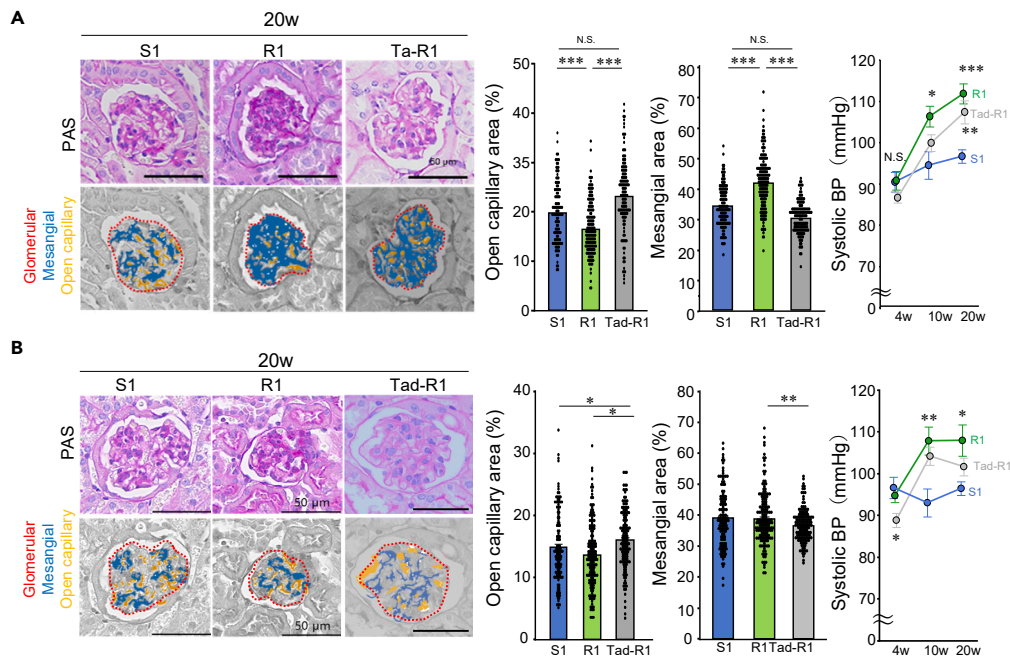 A
20w
S1 R1 Ta-R1
PAS
50 μm
Glomerular
Mesangial
Open capillary
Open capillary area (%)
50
40
39
20
10
0
N.S.
*** ***
S1 R1 Tad-R1
Mesangial area (%)
80
70
60
50
40
30
20
10
0
N.S.
*** ***
S1 R1 Tad-R1
Systolic BP (mmHg)
120
110
100
90
80
70
0
N.S.
*
***
R1
Tad-R1
**
S1
4w 10w 20w
B
20w
S1 R1 Tad-R1
PAS
50 μm
50 μm
Glomerular
Mesangial
Open capillary
Open capillary area (%)
40
30
20
10
0
*
*
S1 R1 Tad-R1
Mesangial area (%)
80
70
60
50
40
30
20
10
0
**
S1 R1Tad-R1
Systolic BP (mmHg)
120
110
100
90
80
70
0
** *
R1
Tad-R1
S1
*
4w 10w 20w